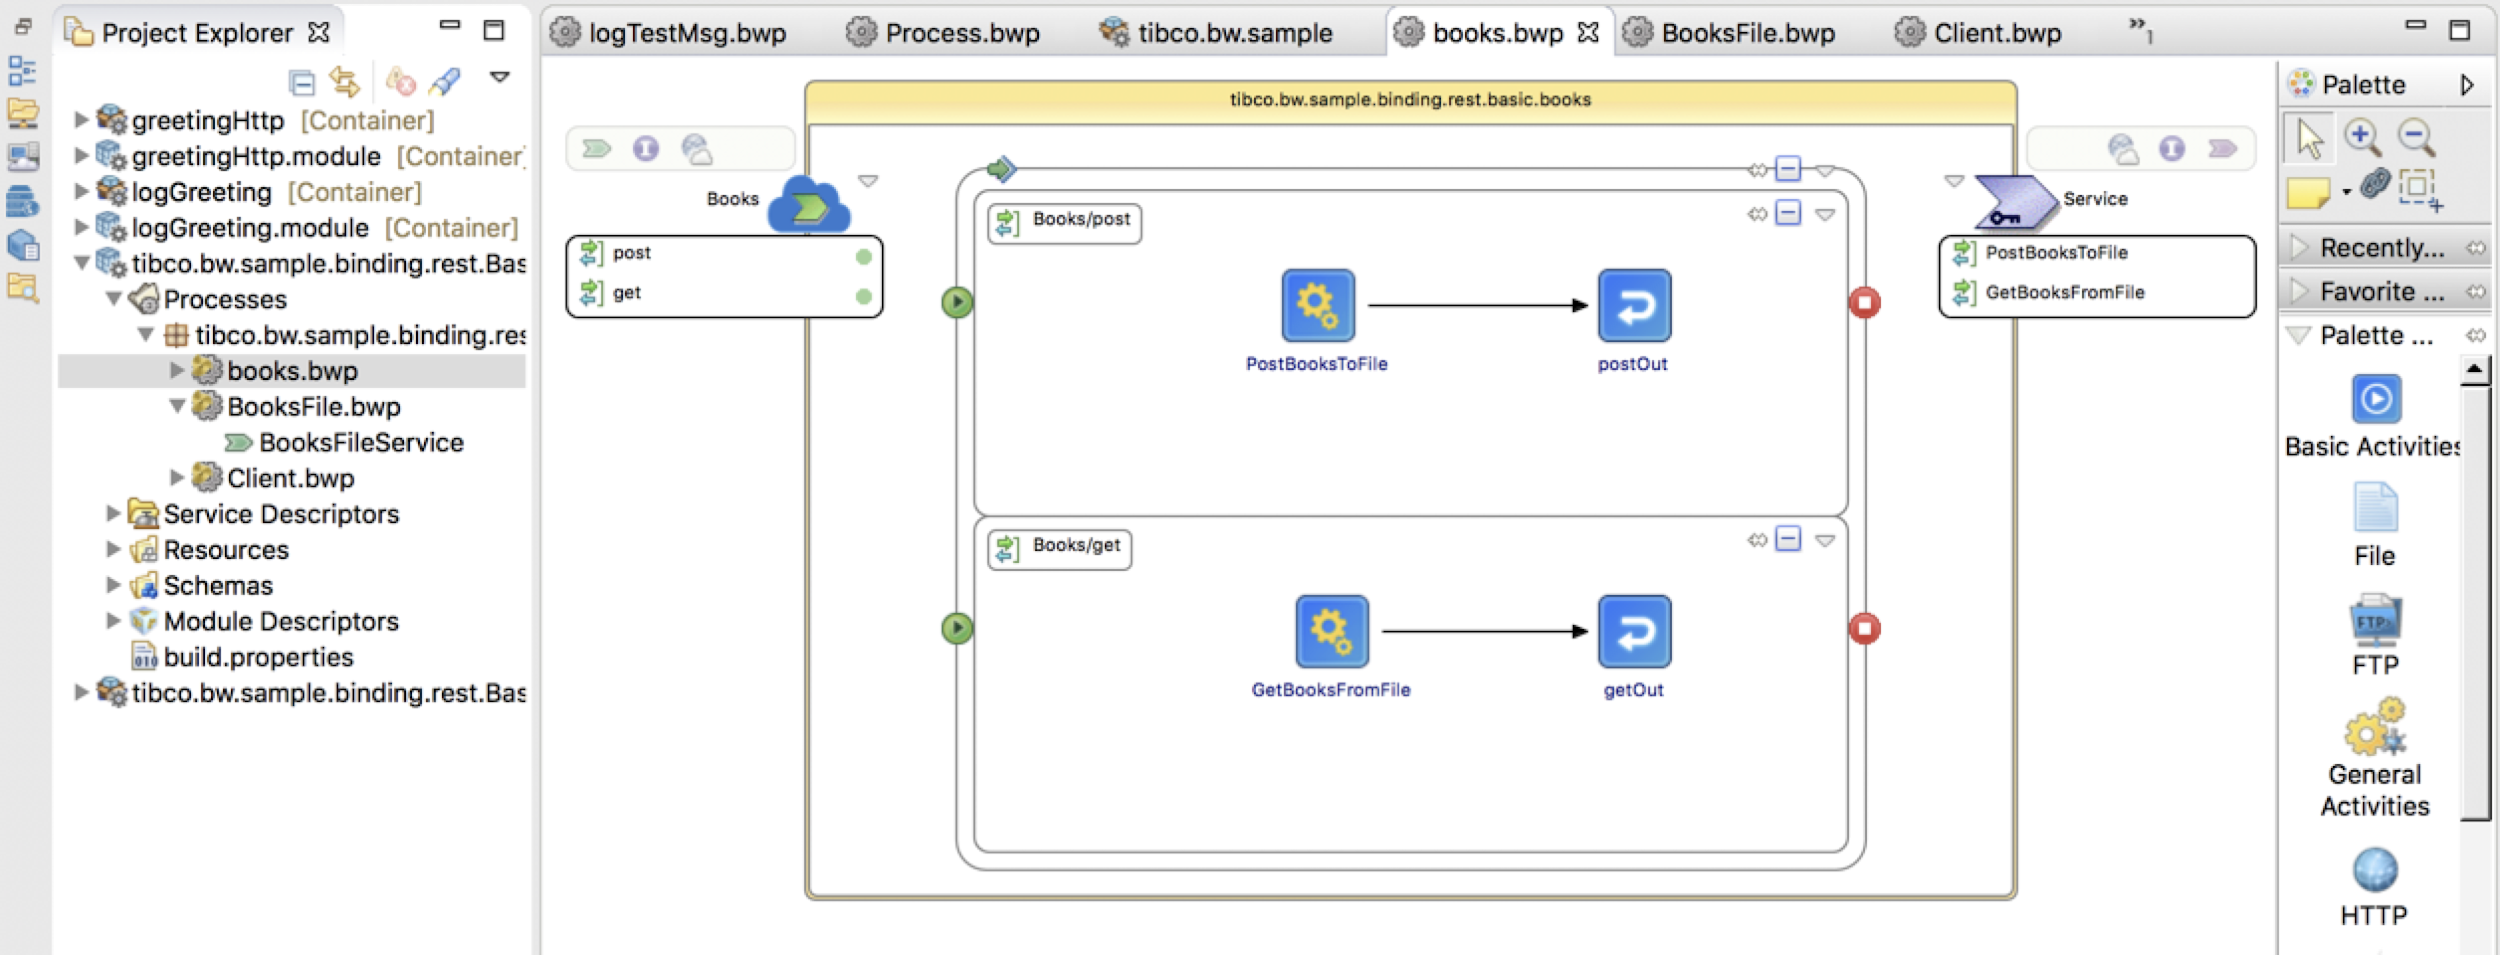 Project Explorer
greetingHttp [Container]
greetingHttp.module [Container]
logGreeting [Container]
logGreeting.module [Container]
tibco.bw.sample.binding.rest.Bas
Processes
tibco.bw.sample.binding.res
books.bwp
BooksFile.bwp
BooksFileService
Client.bwp
Service Descriptors
Resources
Schemas
Module Descriptors
build.properties
tibco.bw.sample.binding.rest.Bas
logTestMsg.bwp
Process.bwp
tibco.bw.sample
books.bwp
BooksFile.bwp
Client.bwp
»1
tibco.bw.sample.binding.rest.basic.books
Books
post
get
Books/post
PostBooksToFile
postOut
Books/get
GetBooksFromFile
getOut
Service
PostBooksToFile
GetBooksFromFile
Palette
Recently...
Favorite ...
Palette ...
Basic Activities
File
FTP
FTP
General
Activities
HTTP